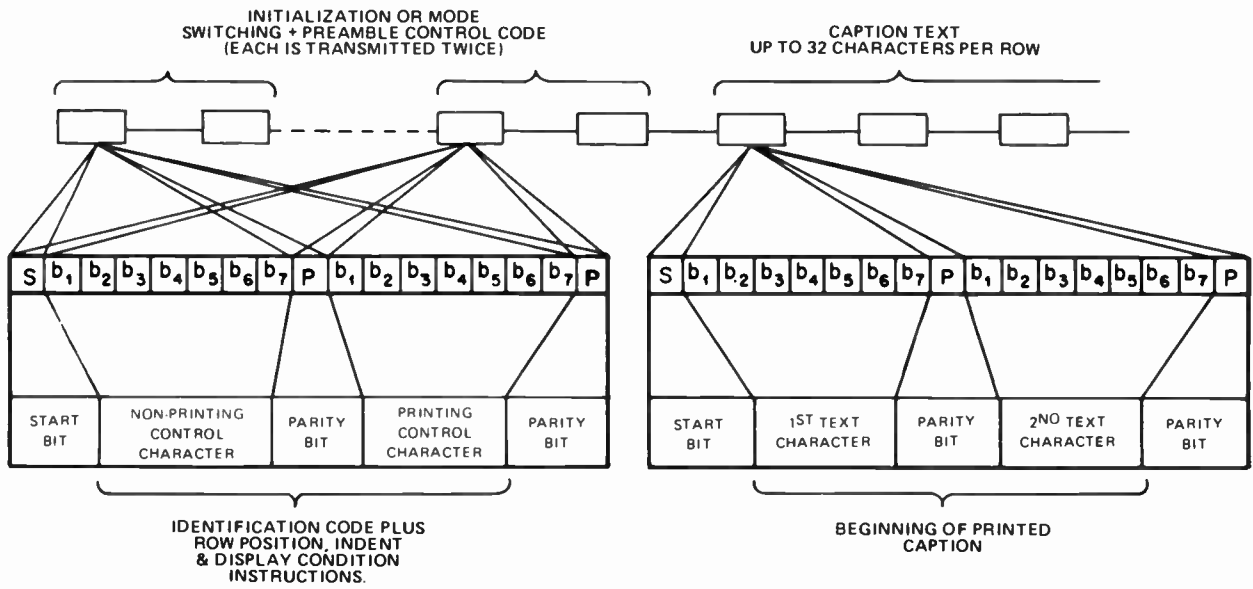 INITIALIZATION OR MODE
SWITCHING + PREAMBLE CONTROL CODE
(EACH IS TRANSMITTED TWICE)
CAPTION TEXT
UP TO 32 CHARACTERS PER ROW
S b1 b2 b3 b4 b5 b6 b7 P b1 b2 b3 b4 b5 b6 b7 P
S b1 b2 b3 b4 b5 b6 b7 P b1 b2 b3 b4 b5 b6 b7 P
START
BIT
NON-PRINTING
CONTROL
CHARACTER
PARITY
BIT
PRINTING
CONTROL
CHARACTER
PARITY
BIT
START
BIT
1ST TEXT
CHARACTER
PARITY
BIT
2NO TEXT
CHARACTER
PARITY
BIT
IDENTIFICATION CODE PLUS
ROW POSITION, INDENT
& DISPLAY CONDITION
INSTRUCTIONS.
BEGINNING OF PRINTED
CAPTION